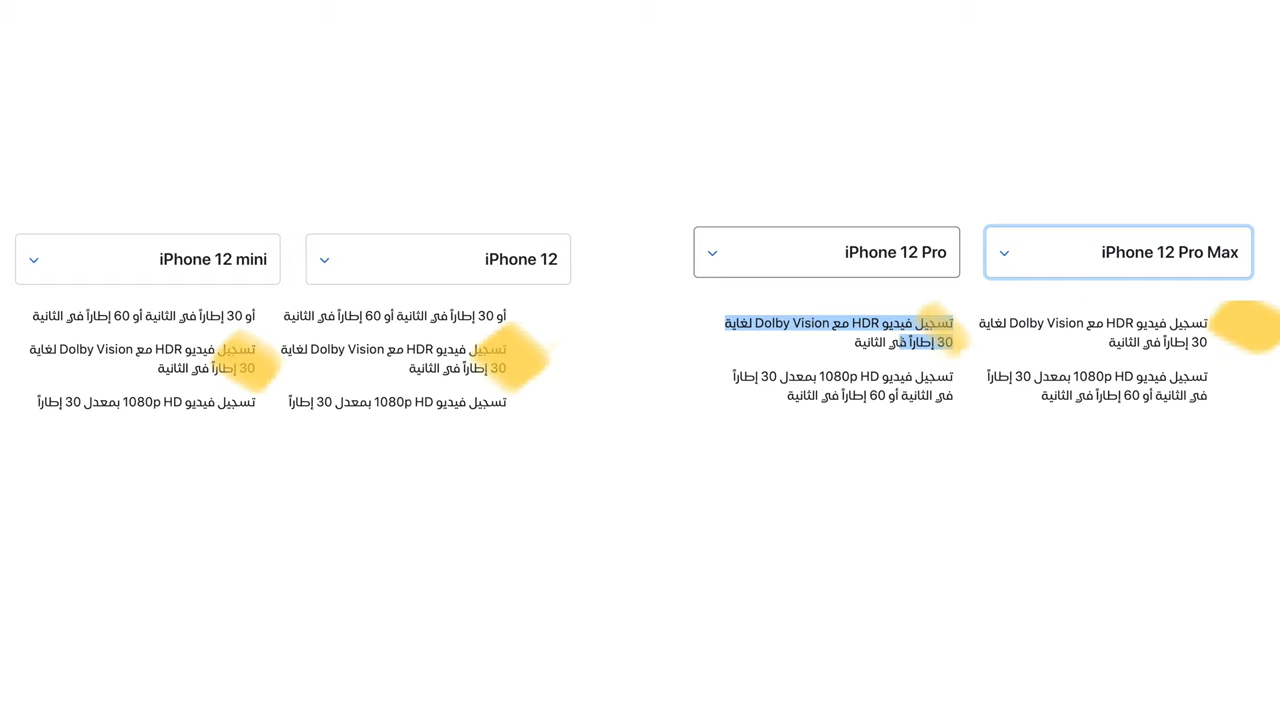 iPhone 12 Pro Max
تسجيل فيديو HDR مع Dolby Vision لغاية
30 إطاراً في الثانية
تسجيل فيديو 1080p HD بمعدل 30 إطاراً
في الثانية أو 60 إطاراً في الثانية
iPhone 12 Pro
تسجيل فيديو HDR مع Dolby Vision لغاية
30 إطاراً في الثانية
تسجيل فيديو 1080p HD بمعدل 30 إطاراً
في الثانية أو 60 إطاراً في الثانية
iPhone 12
أو 30 إطاراً في الثانية أو 60 إطاراً في الثانية
تسجيل فيديو HDR مع Dolby Vision لغاية
30 إطاراً في الثانية
تسجيل فيديو 1080p HD بمعدل 30 إطاراً
iPhone 12 mini
أو 30 إطاراً في الثانية أو 60 إطاراً في الثانية
تسجيل فيديو HDR مع Dolby Vision لغاية
30 إطاراً في الثانية
تسجيل فيديو 1080p HD بمعدل 30 إطاراً